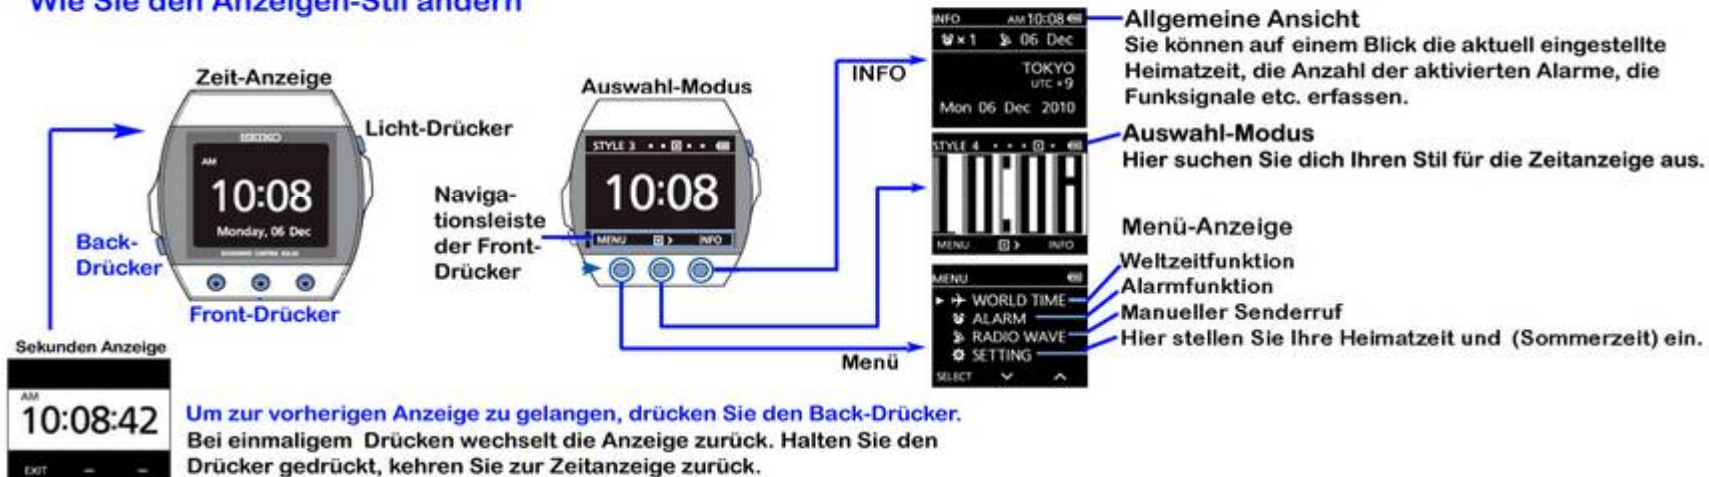 Wie Sie den Anzeigen-Stil ändern
Zeit-Anzeige
Licht-Drücker
SEIKO
AM
10:08
Monday, 06 Dec
Back-
Drücker
Front-Drücker
Sekunden Anzeige
AM
10:08:42
EXIT – –
Auswahl-Modus
STYLE 3
10:08
MENU INFO
Naviga-
tionsleiste
der Front-
Drücker
INFO
Menü
INFO AM 10:08
×1 06 Dec
TOKYO
UTC +9
Mon 06 Dec 2010
Allgemeine Ansicht
Sie können auf einem Blick die aktuell eingestellte
Heimatzeit, die Anzahl der aktivierten Alarme, die
Funksignale etc. erfassen.
STYLE 4
MENU INFO
Auswahl-Modus
Hier suchen Sie dich Ihren Stil für die Zeitanzeige aus.
Menü-Anzeige
MENU
WORLD TIME
ALARM
RADIO WAVE
SETTING
SELECT
Weltzeitfunktion
Alarmfunktion
Manueller Senderruf
Hier stellen Sie Ihre Heimatzeit und (Sommerzeit) ein.
Um zur vorherigen Anzeige zu gelangen, drücken Sie den Back-Drücker.
Bei einmaligem Drücken wechselt die Anzeige zurück. Halten Sie den
Drücker gedrückt, kehren Sie zur Zeitanzeige zurück.